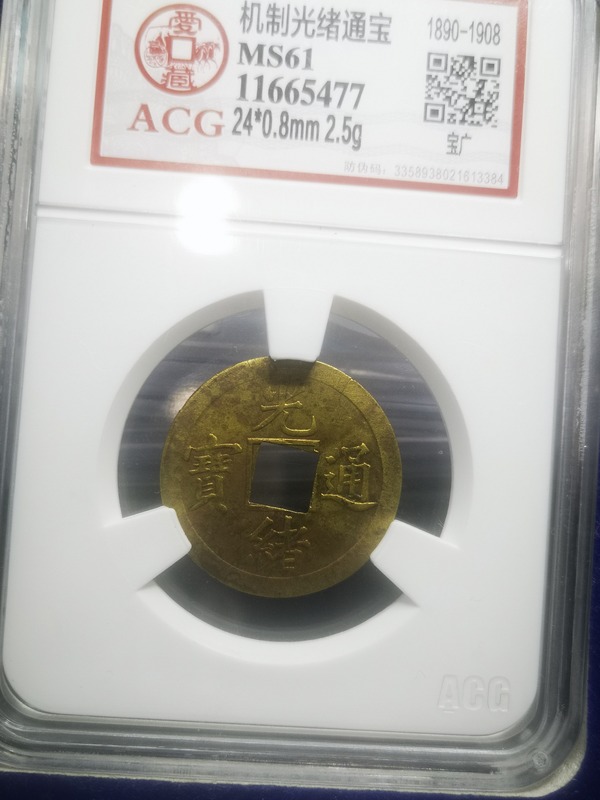 愛藏
ACG
机制光绪通宝
MS61
11665477
24*0.8mm 2.5g
1890-1908
宝广
防伪码：3358938021613384
光
緒
通
寶
ACG